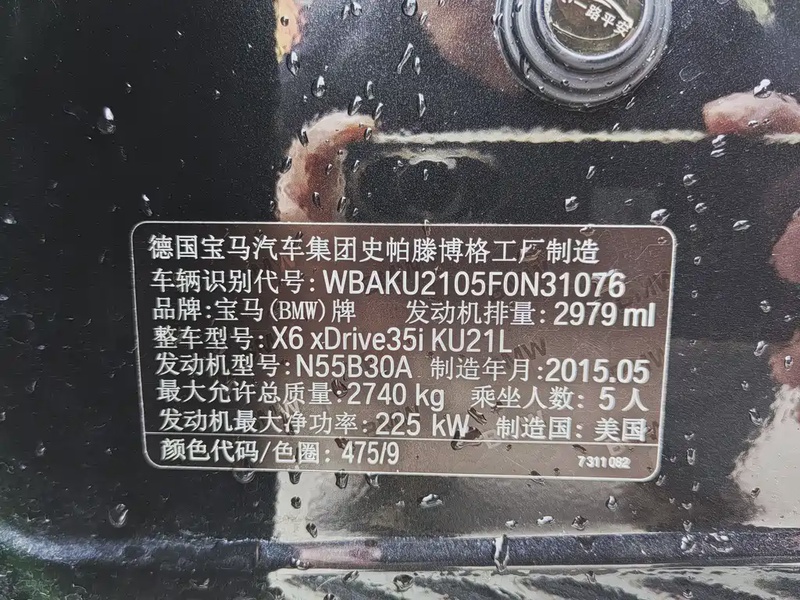 一路平安
德国宝马汽车集团史帕滕博格工厂制造
车辆识别代号: WBAKU2105F0N31076
品牌: 宝马(BMW)牌 发动机排量: 2979 ml
整车型号: X6 xDrive35i KU21L
发动机型号: N55B30A 制造年月: 2015.05
最大允许总质量: 2740 kg 乘坐人数: 5人
发动机最大净功率: 225 kW 制造国: 美国
颜色代码/色圈: 475/9
7311082